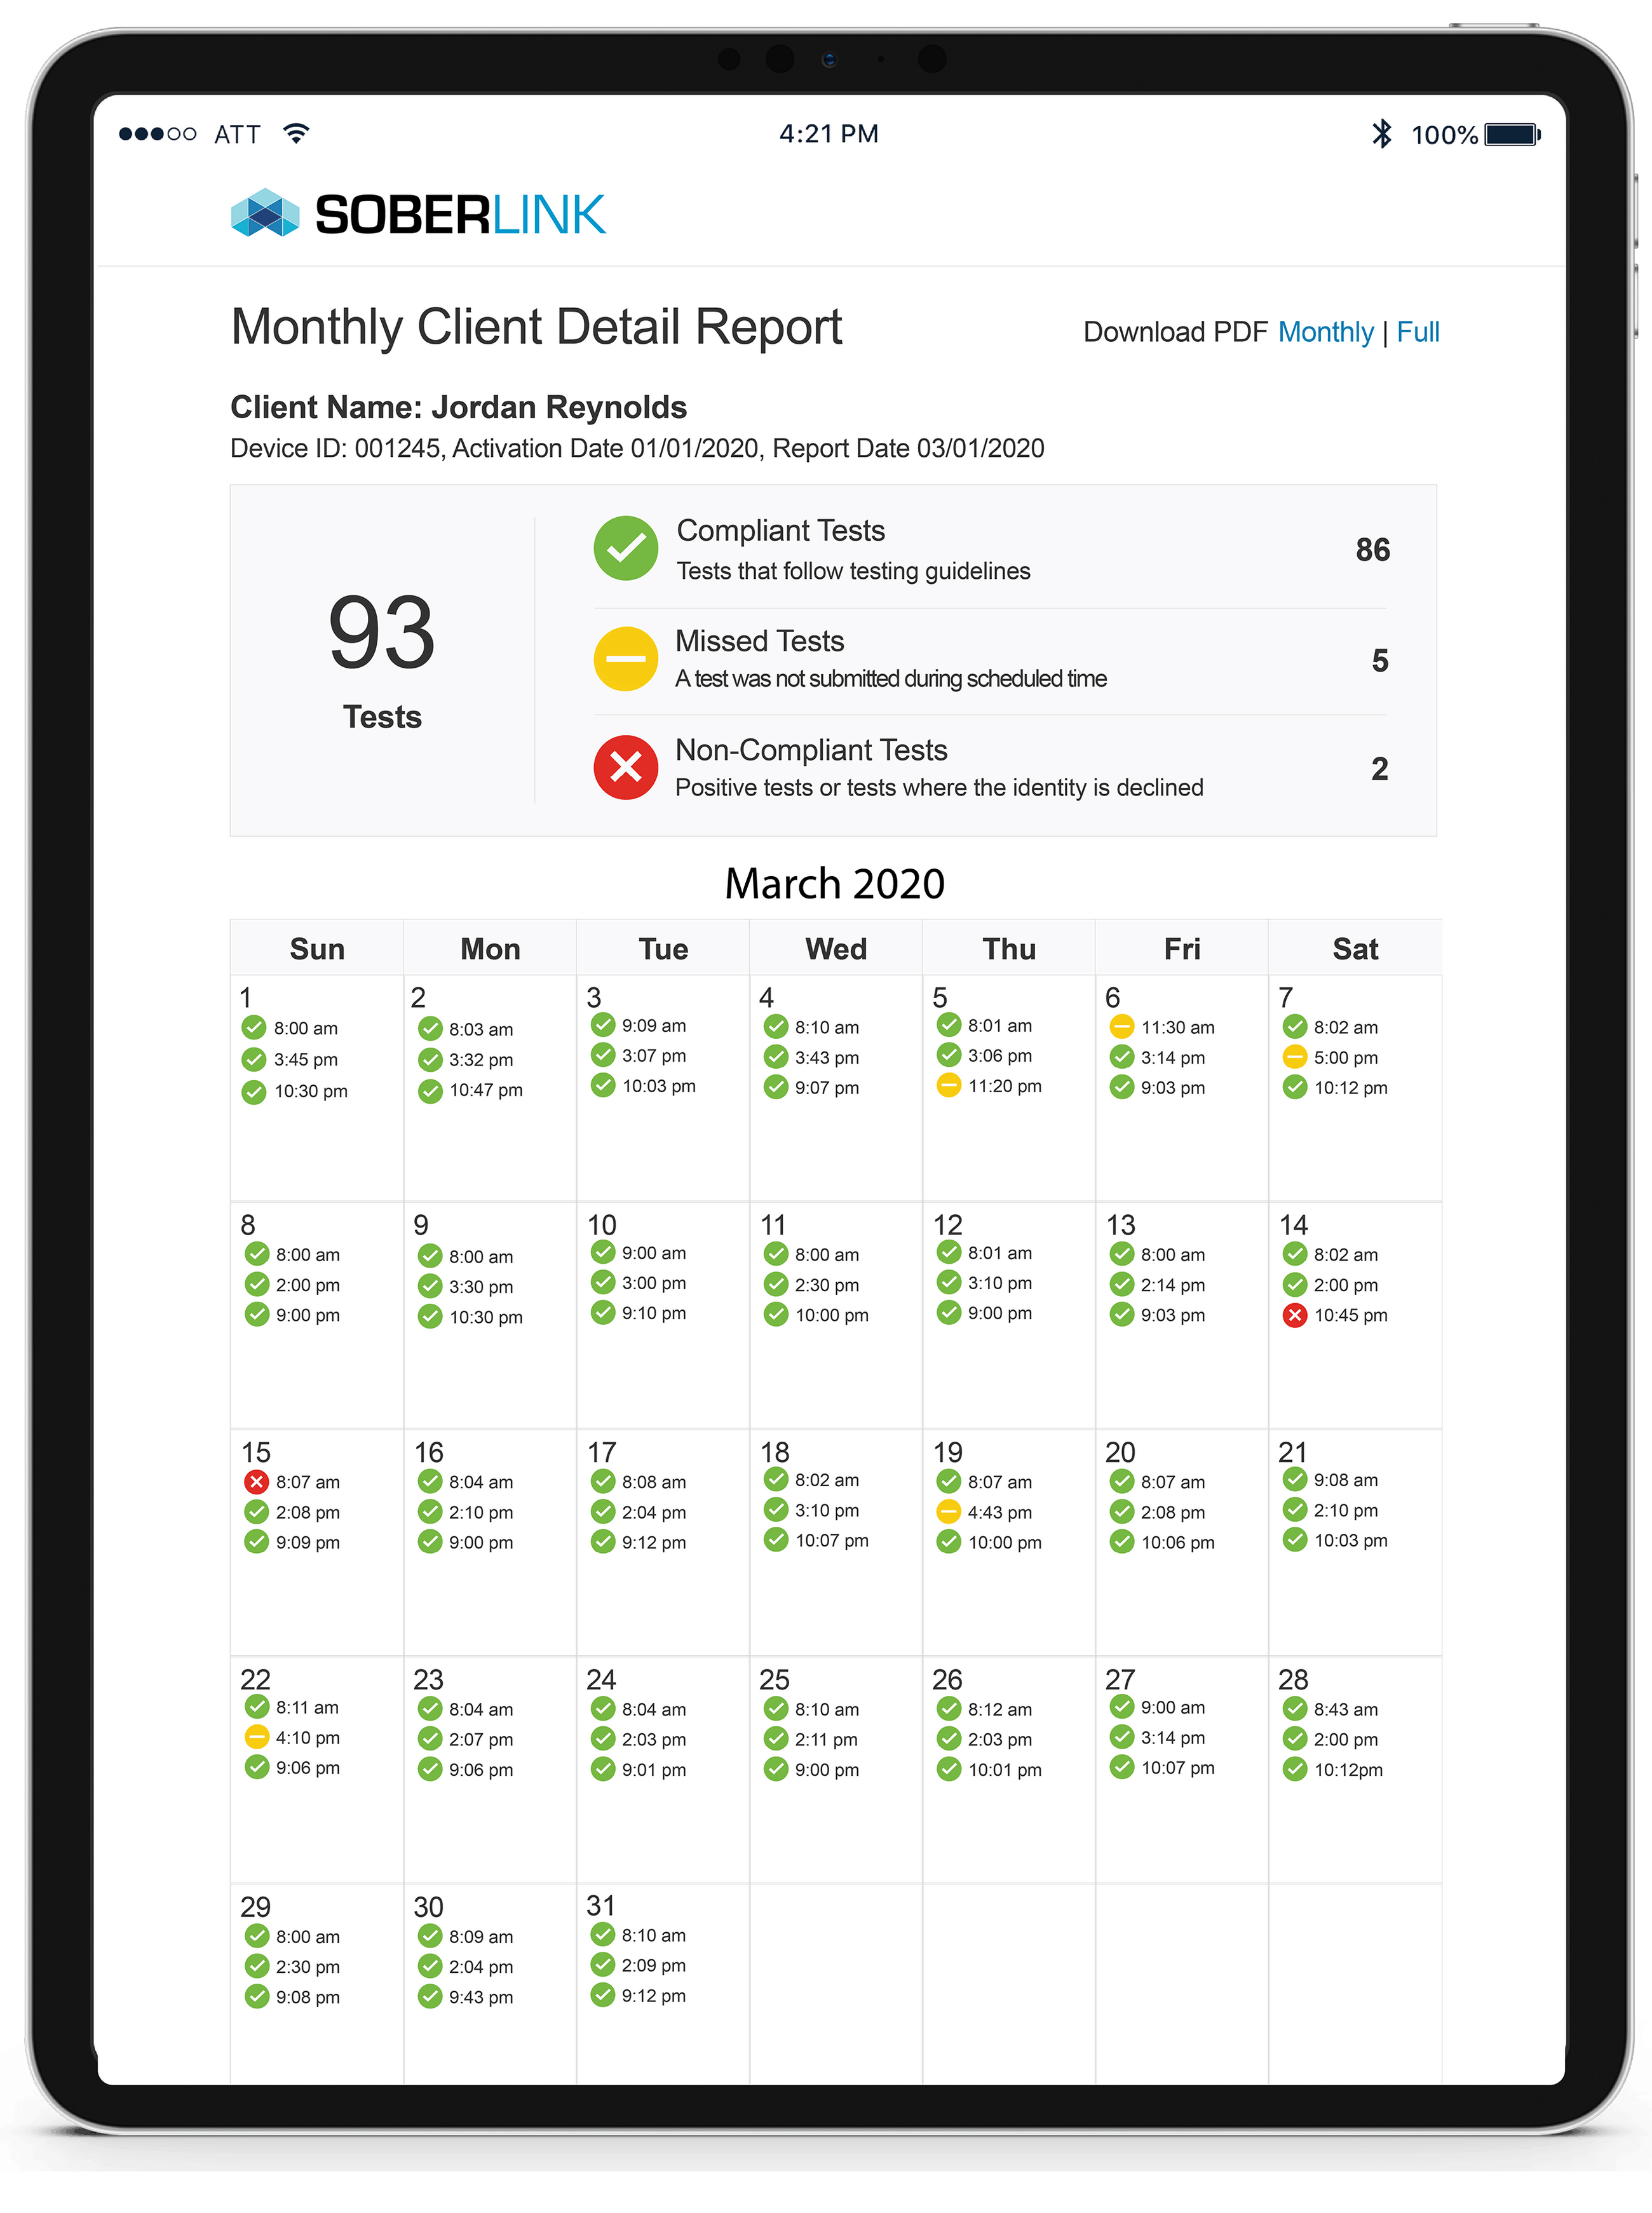 ATT 4:21 PM 100%
SOBERLINK
Monthly Client Detail Report
Download PDF Monthly | Full
Client Name: Jordan Reynolds
Device ID: 001245, Activation Date 01/01/2020, Report Date 03/01/2020
93
Tests
Compliant Tests
Tests that follow testing guidelines
86
Missed Tests
A test was not submitted during scheduled time
5
Non-Compliant Tests
Positive tests or tests where the identity is declined
2
March 2020
Sun Mon Tue Wed Thu Fri Sat
1 2 3 4 5 6 7
8:00 am 8:03 am 9:09 am 8:10 am 8:01 am 11:30 am 8:02 am
3:45 pm 3:32 pm 3:07 pm 3:43 pm 3:06 pm 3:14 pm 5:00 pm
10:30 pm 10:47 pm 10:03 pm 9:07 pm 11:20 pm 9:03 pm 10:12 pm
8 9 10 11 12 13 14
8:00 am 8:00 am 9:00 am 8:00 am 8:01 am 8:00 am 8:02 am
2:00 pm 3:30 pm 3:00 pm 2:30 pm 3:10 pm 2:14 pm 2:00 pm
9:00 pm 10:30 pm 9:10 pm 10:00 pm 9:00 pm 9:03 pm 10:45 pm
15 16 17 18 19 20 21
8:07 am 8:04 am 8:08 am 8:02 am 8:07 am 8:07 am 9:08 am
2:08 pm 2:10 pm 2:04 pm 3:10 pm 4:43 pm 2:08 pm 2:10 pm
9:09 pm 9:00 pm 9:12 pm 10:07 pm 10:00 pm 10:06 pm 10:03 pm
22 23 24 25 26 27 28
8:11 am 8:04 am 8:04 am 8:10 am 8:12 am 9:00 am 8:43 am
4:10 pm 2:07 pm 2:03 pm 2:11 pm 2:03 pm 3:14 pm 2:00 pm
9:06 pm 9:06 pm 9:01 pm 9:00 pm 10:01 pm 10:07 pm 10:12pm
29 30 31
8:00 am 8:09 am 8:10 am
2:30 pm 2:04 pm 2:09 pm
9:08 pm 9:43 pm 9:12 pm